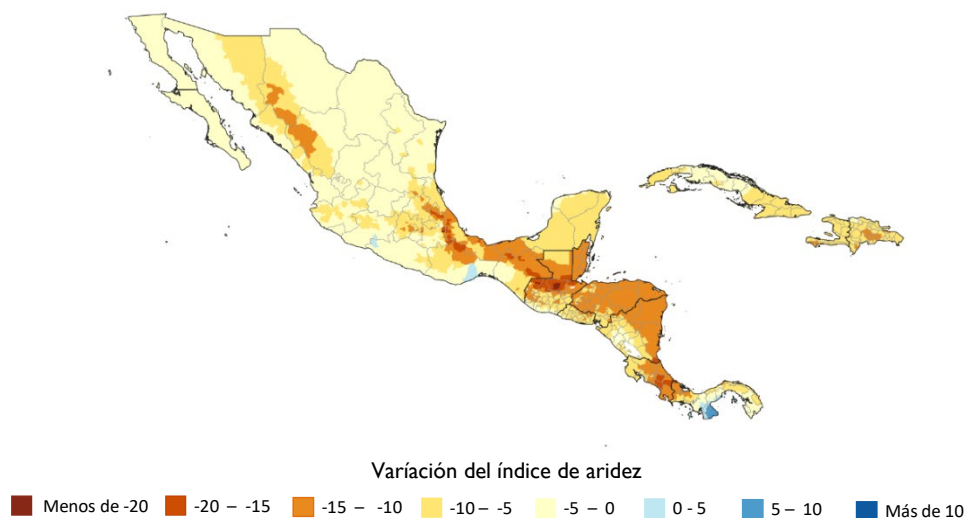 Varíación del índice de aridez
Menos de -20 -20 – -15 -15 – -10 -10 – -5 -5 – 0 0 - 5 5 – 10 Más de 10